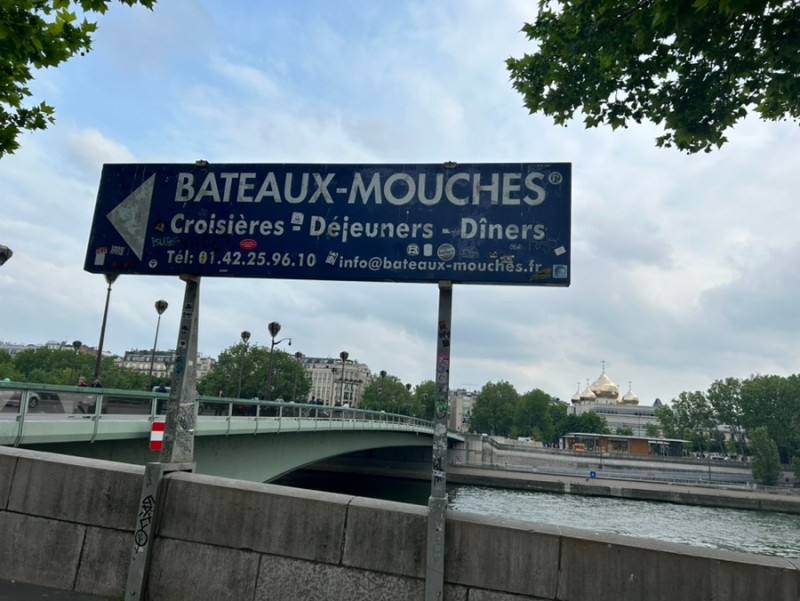 BATEAUX-MOUCHES
Croisières - Déjeuners - Dîners
Tél: 01.42.25.96.10 info@bateaux-mouches.fr